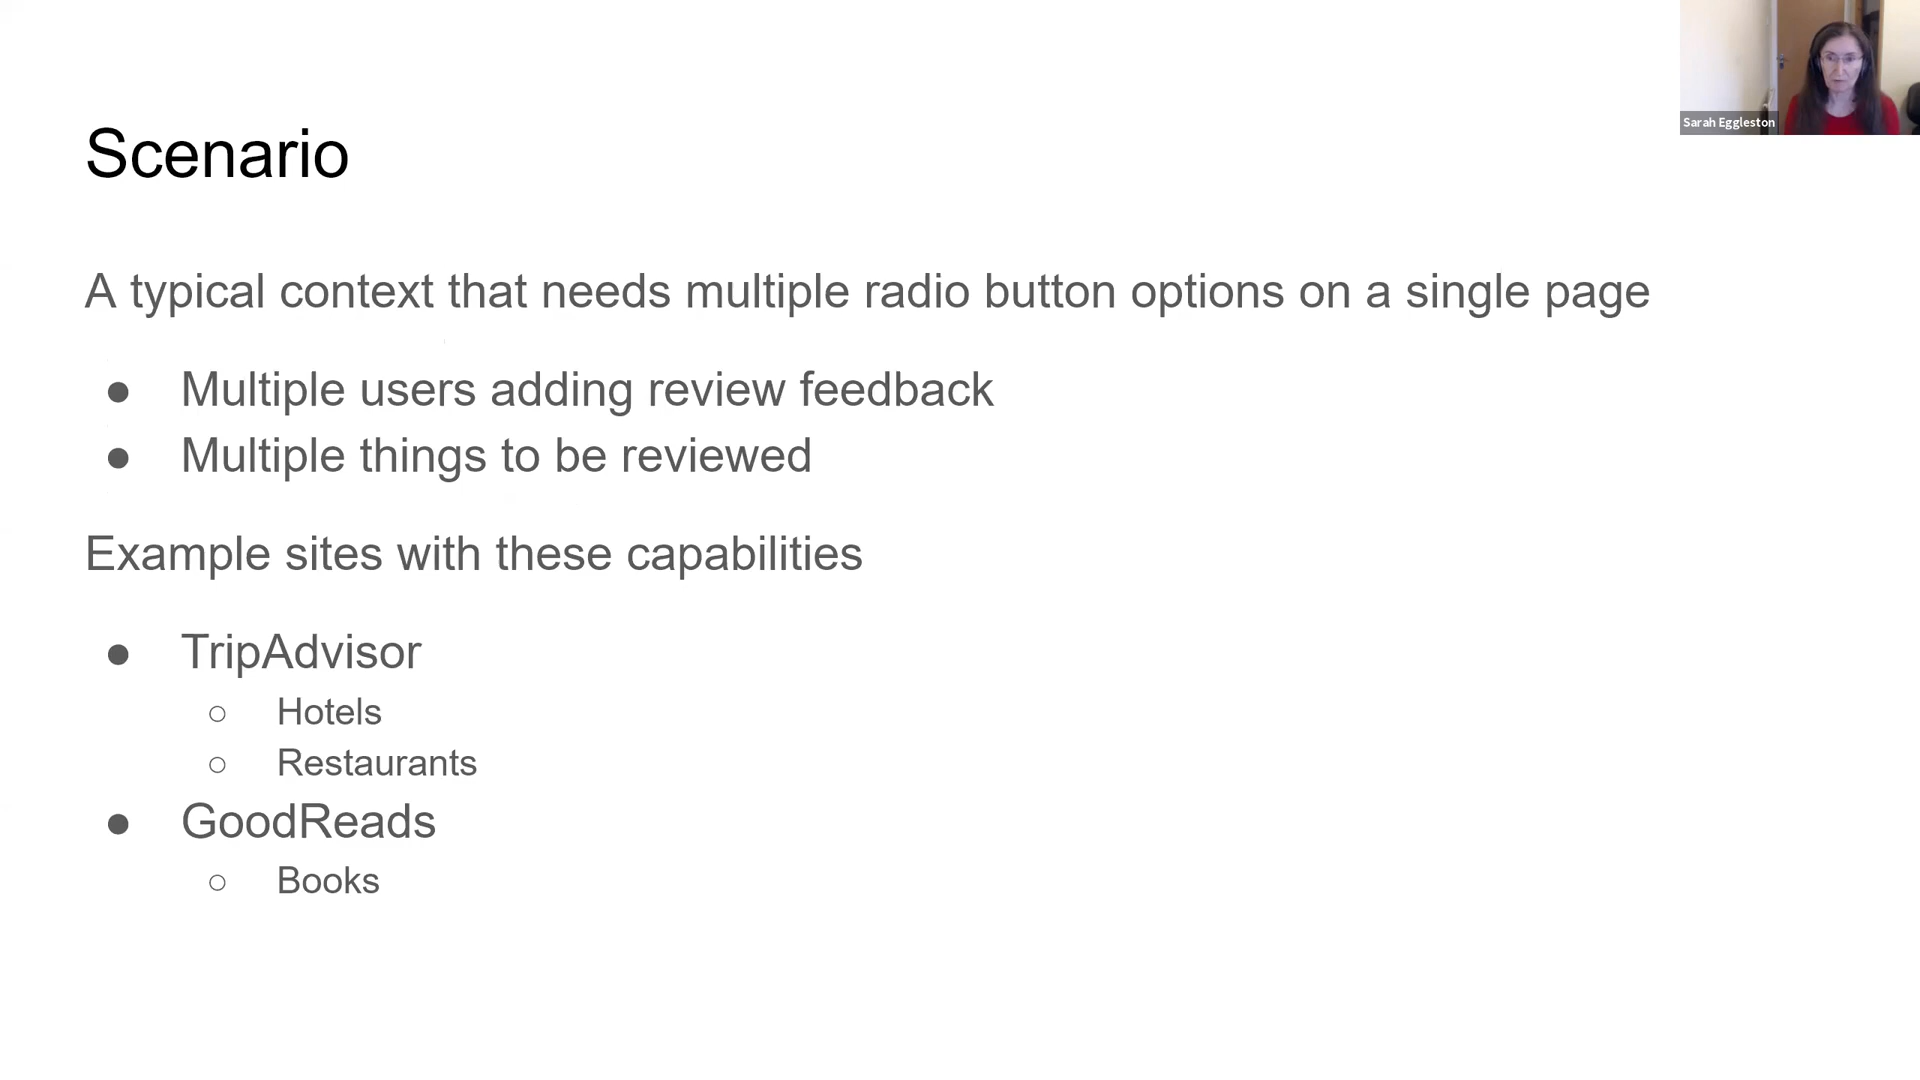 Scenario
Sarah Eggleston
A typical context that needs multiple radio button options on a single page
● Multiple users adding review feedback
● Multiple things to be reviewed
Example sites with these capabilities
● TripAdvisor
○ Hotels
○ Restaurants
● GoodReads
○ Books